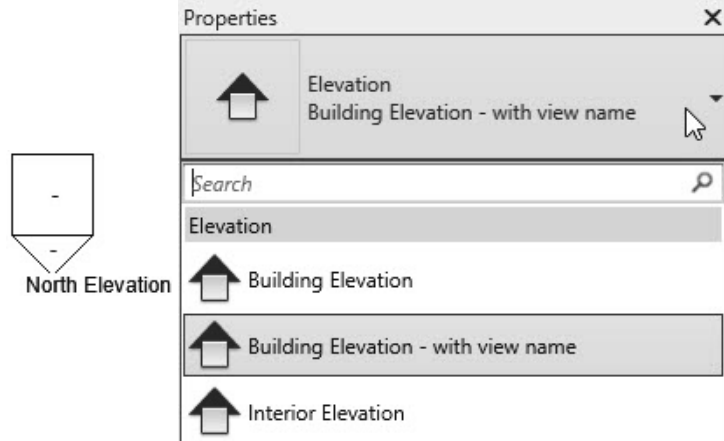 Properties
Elevation
Building Elevation - with view name
Search
Elevation
Building Elevation
Building Elevation - with view name
Interior Elevation
-
-
North Elevation